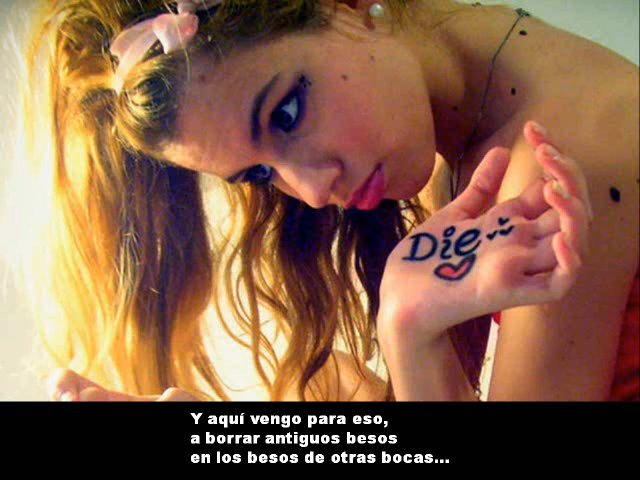 Die
Y aquí vengo para eso,
a borrar antiguos besos
en los besos de otras bocas...